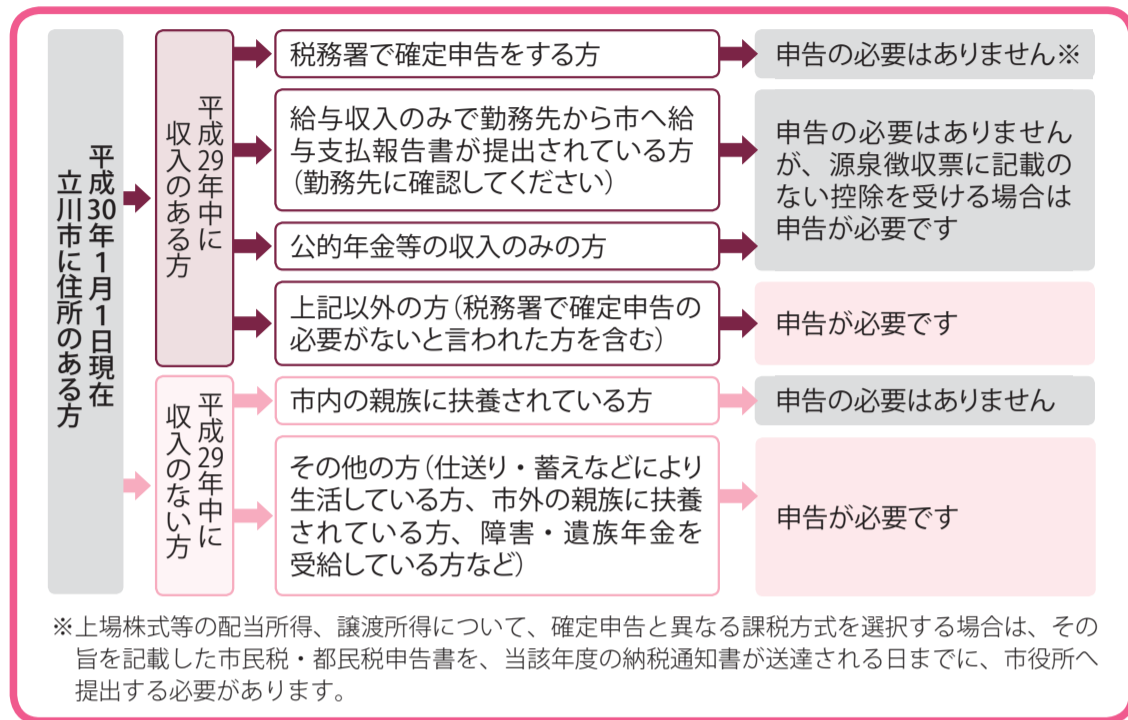 平成30年1月1日現在
立川市に住所のある方
平成29年中に
収入のある方
税務署で確定申告をする方
申告の必要はありません※
給与収入のみで勤務先から市へ給
与支払報告書が提出されている方
（勤務先に確認してください）
公的年金等の収入のみの方
申告の必要はありません
が、源泉徴収票に記載の
ない控除を受ける場合は
申告が必要です
上記以外の方（税務署で確定申告の
必要がないと言われた方を含む）
申告が必要です
平成29年中に
収入のない方
市内の親族に扶養されている方
申告の必要はありません
その他の方（仕送り・蓄えなどにより
生活している方、市外の親族に扶養
されている方、障害・遺族年金を
受給している方など）
申告が必要です
※上場株式等の配当所得、譲渡所得について、確定申告と異なる課税方式を選択する場合は、その
旨を記載した市民税・都民税申告書を、当該年度の納税通知書が送達される日までに、市役所へ
提出する必要があります。